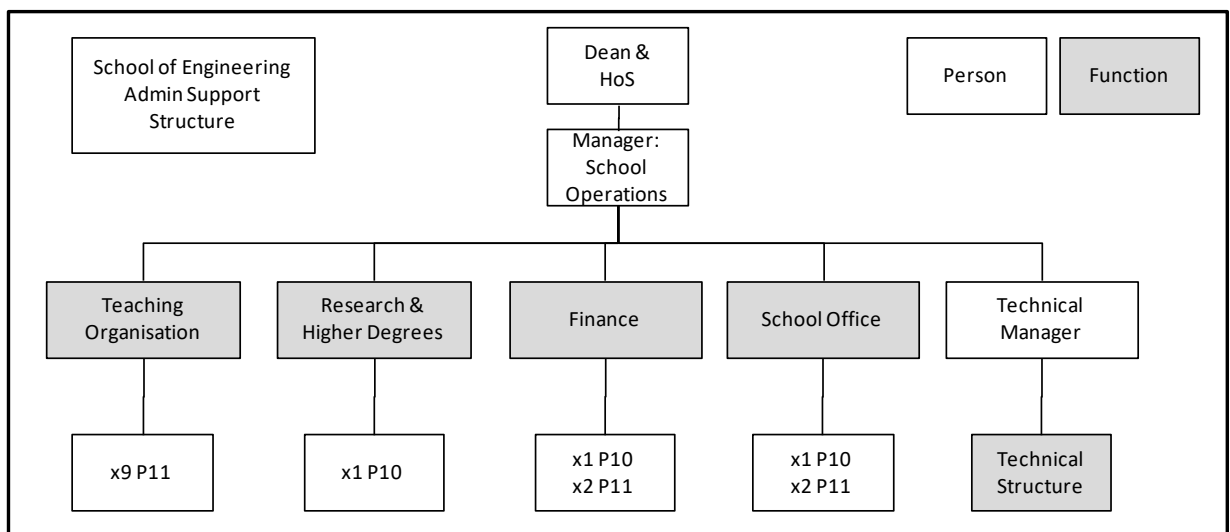 School of Engineering
Admin Support
Structure
Dean &
HoS
Person
Function
Manager:
School
Operations
Teaching
Organisation
Research &
Higher Degrees
Finance
School Office
Technical
Manager
x9 P11
x1 P10
x1 P10
x2 P11
x1 P10
x2 P11
Technical
Structure